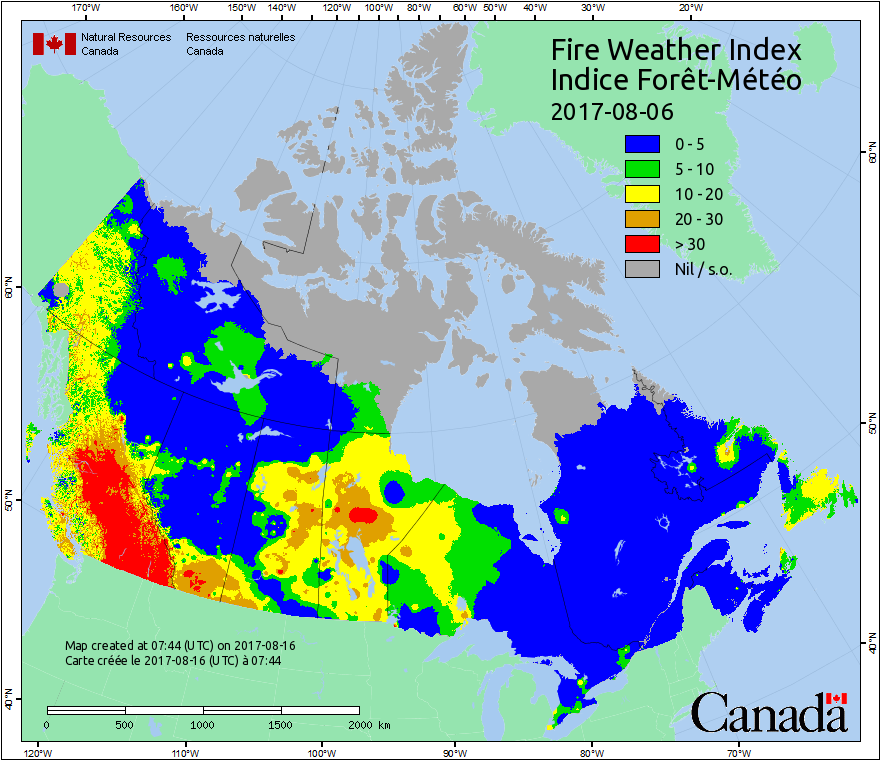 170°W 160°W 150°W 140°W 120°W 100°W 80°W 60°W 50°W 40°W 30°W 20°W
Natural Resources Canada
Ressources naturelles Canada
Fire Weather Index
Indice Forêt-Météo
2017-08-06
0 - 5
5 - 10
10 - 20
20 - 30
> 30
Nil / s.o.
60°N
50°N
40°N
60°N
50°N
40°N
Map created at 07:44 (UTC) on 2017-08-16
Carte créée le 2017-08-16 (UTC) à 07:44
0 500 1000 1500 2000 km
Canada
120°W 110°W 100°W 90°W 80°W 70°W